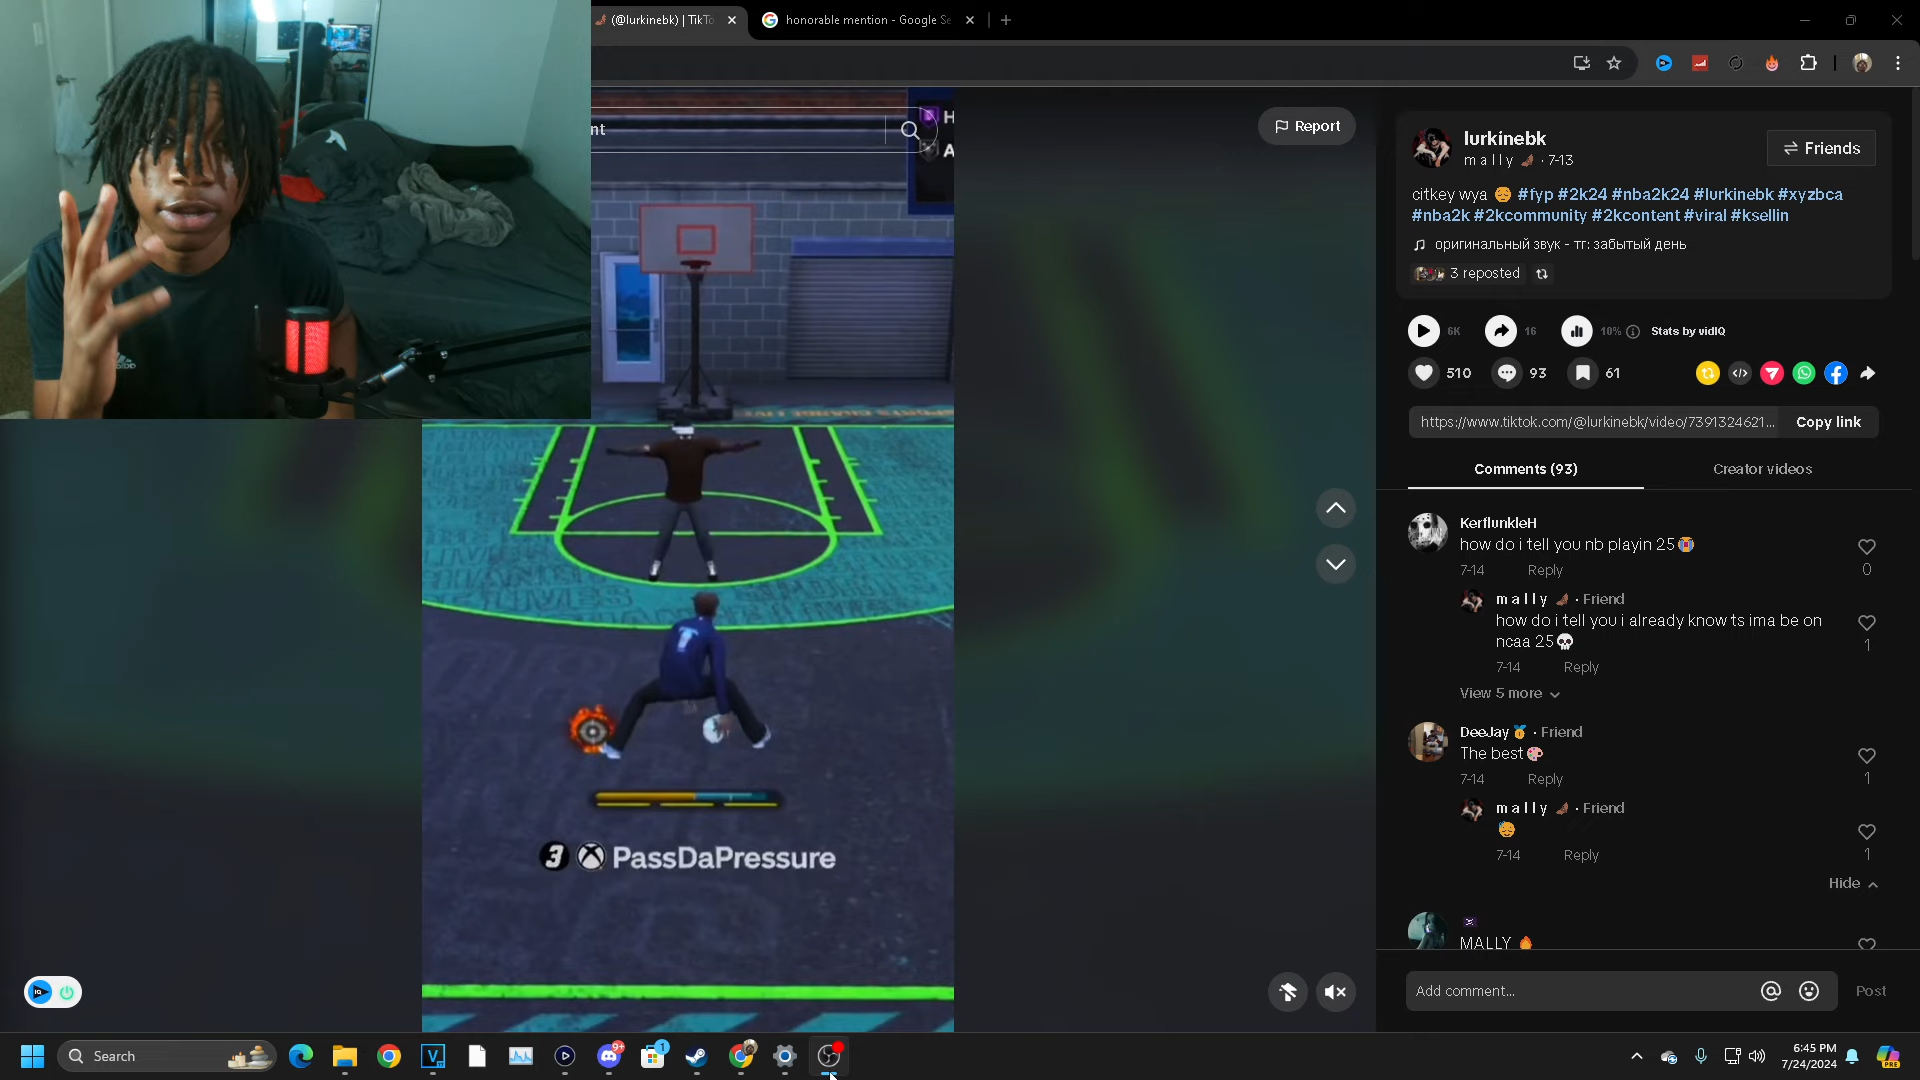 (@lurkinebk) | TikTo
honorable mention - Google Se
nt
Report
lurkinebk
m a l l y · 7-13
Friends
citkey wya 😔 #fyp #2k24 #nba2k24 #lurkinebk #xyzbca
#nba2k #2kcommunity #2kcontent #viral #ksellin
оригинальный звук - тг: забытый день
3 reposted
6K
16
10%
Stats by vidIQ
510
93
61
https://www.tiktok.com/@lurkinebk/video/7391324621...
Copy link
Comments (93)
Creator videos
KerflunkleH
how do i tell you nb playin 25😭
7-14 Reply
0
m a l l y · Friend
how do i tell you i already know ts ima be on
ncaa 25💀
1
7-14 Reply
View 5 more
DeeJay 🏅 · Friend
The best🎨
7-14 Reply
1
m a l l y · Friend
7-14 Reply
1
Hide
MALLY 🔥
3 PassDaPressure
Add comment...
Post
Search
9+
1
6:45 PM
7/24/2024
PRE